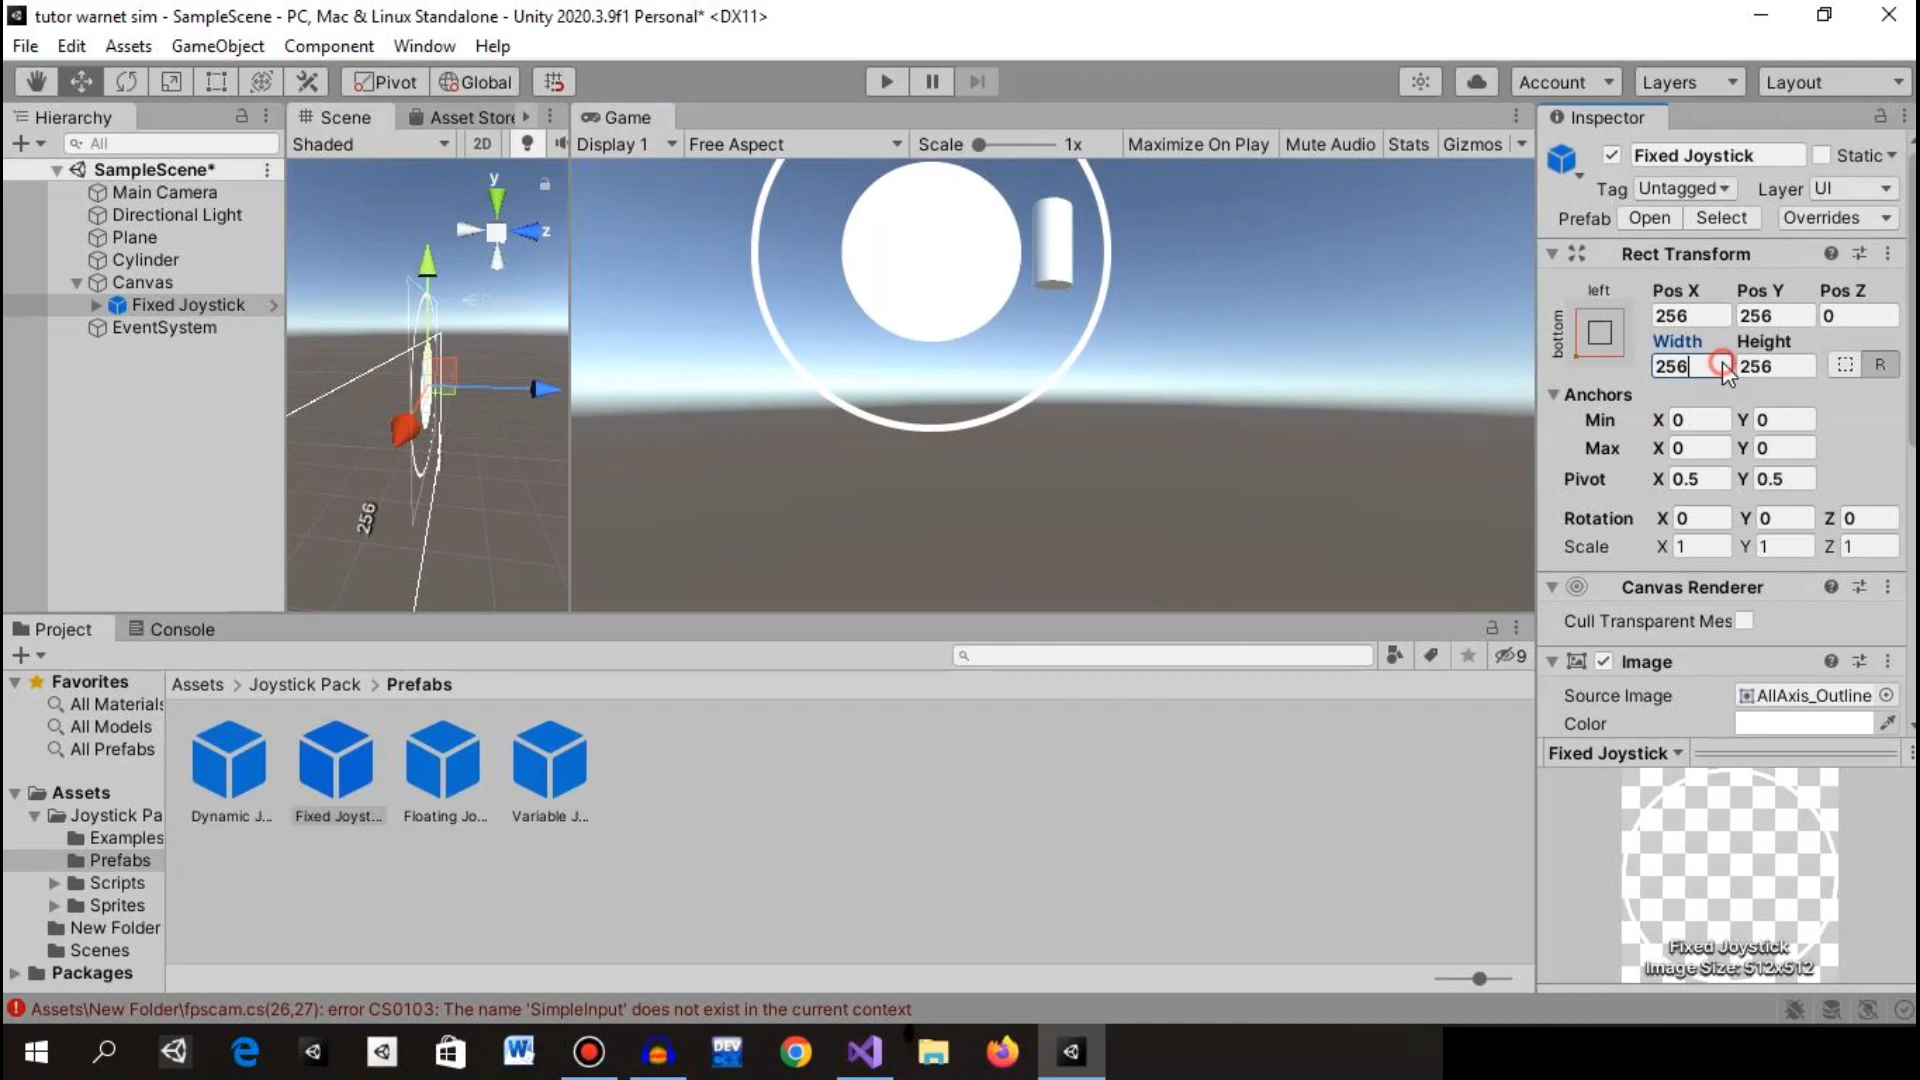 tutor warnet sim - SampleScene - PC, Mac & Linux Standalone - Unity 2020.3.9f1 Personal* <DX11>
File Edit Assets GameObject Component Window Help
Pivot Global Account Layers Layout
Hierarchy
All
SampleScene*
Main Camera
Directional Light
Plane
Cylinder
Canvas
Fixed Joystick
EventSystem
Scene Asset Store
Shaded 2D
y
z
256
Game
Display 1 Free Aspect Scale 1x Maximize On Play Mute Audio Stats Gizmos
Inspector
Fixed Joystick Static
Tag Untagged Layer UI
Prefab Open Select Overrides
Rect Transform
left Pos X Pos Y Pos Z
bottom
256 256 0
Width Height
256 256 R
Anchors
Min X 0 Y 0
Max X 0 Y 0
Pivot X 0.5 Y 0.5
Rotation X 0 Y 0 Z 0
Scale X 1 Y 1 Z 1
Canvas Renderer
Cull Transparent Mes
Image
Source Image AllAxis_Outline
Color
Fixed Joystick
Fixed Joystick
Image Size: 512x512
Project Console
9
Favorites
All Materials
All Models
All Prefabs
Assets
Joystick Pa
Examples
Prefabs
Scripts
Sprites
New Folder
Scenes
Packages
Assets > Joystick Pack > Prefabs
Dynamic J... Fixed Joyst... Floating Jo... Variable J...
Assets\New Folder\fpscam.cs(26,27): error CS0103: The name 'SimpleInput' does not exist in the current context
W DEV